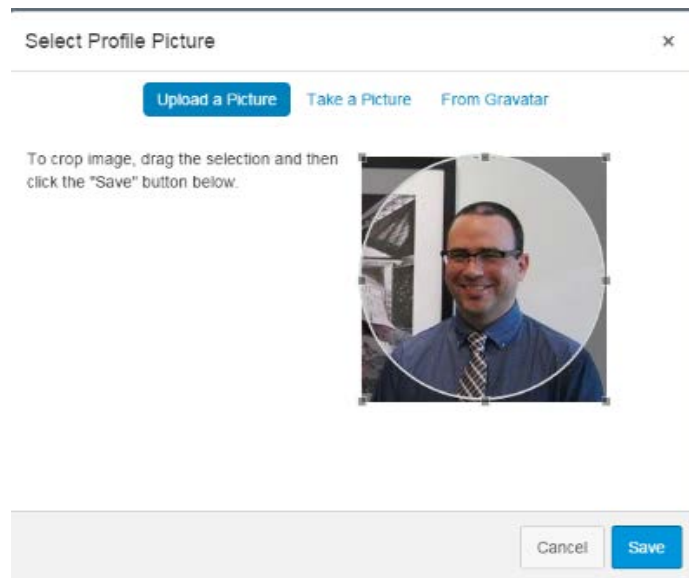 Select Profile Picture ×
Upload a Picture Take a Picture From Gravatar
To crop image, drag the selection and then
click the "Save" button below.
Cancel Save